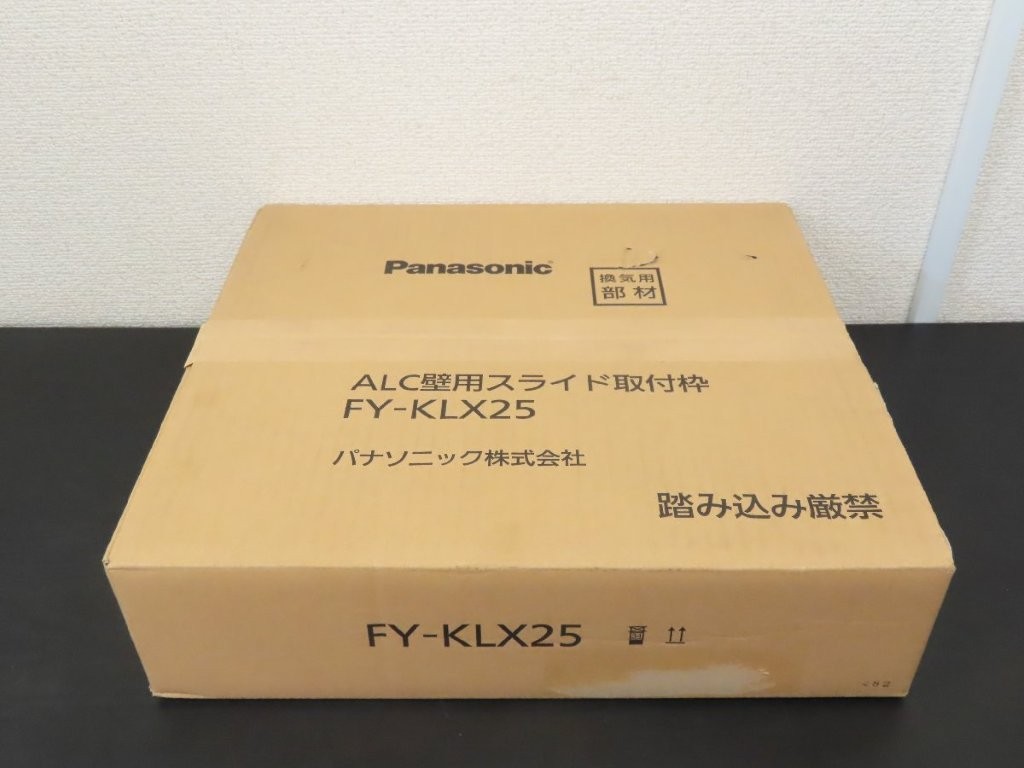 Panasonic
換気用
部材
ALC壁用スライド取付枠
FY-KLX25
パナソニック株式会社
踏み込み厳禁
FY-KLX25